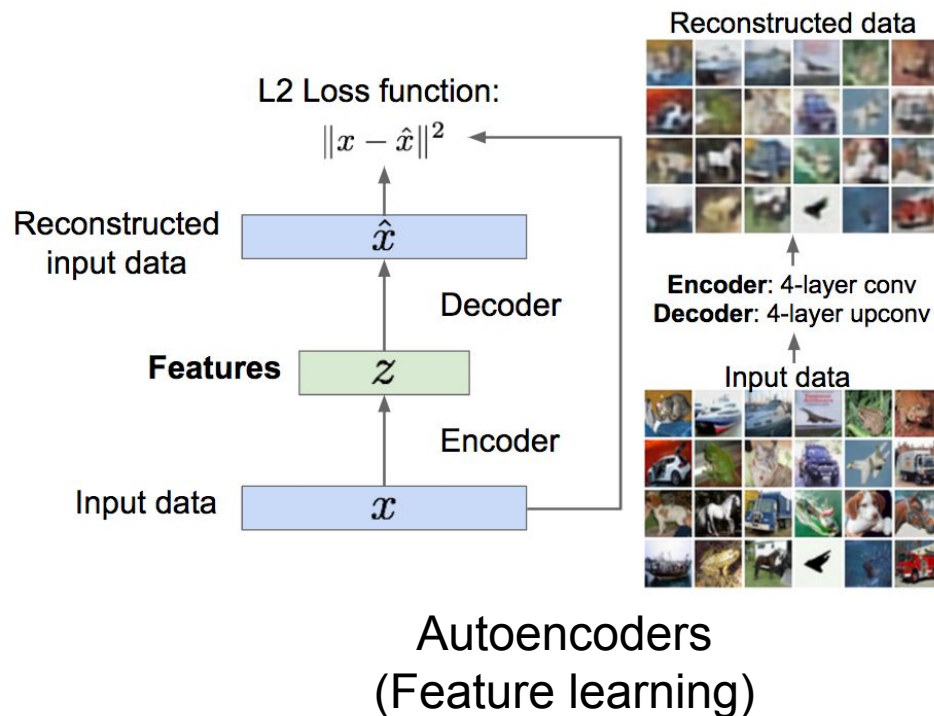 Reconstructed data
L2 Loss function:
‖x − x̂‖²
Reconstructed
input data
x̂
Decoder
Encoder: 4-layer conv
Decoder: 4-layer upconv
Features
z
Input data
Encoder
Input data
x
Autoencoders
(Feature learning)